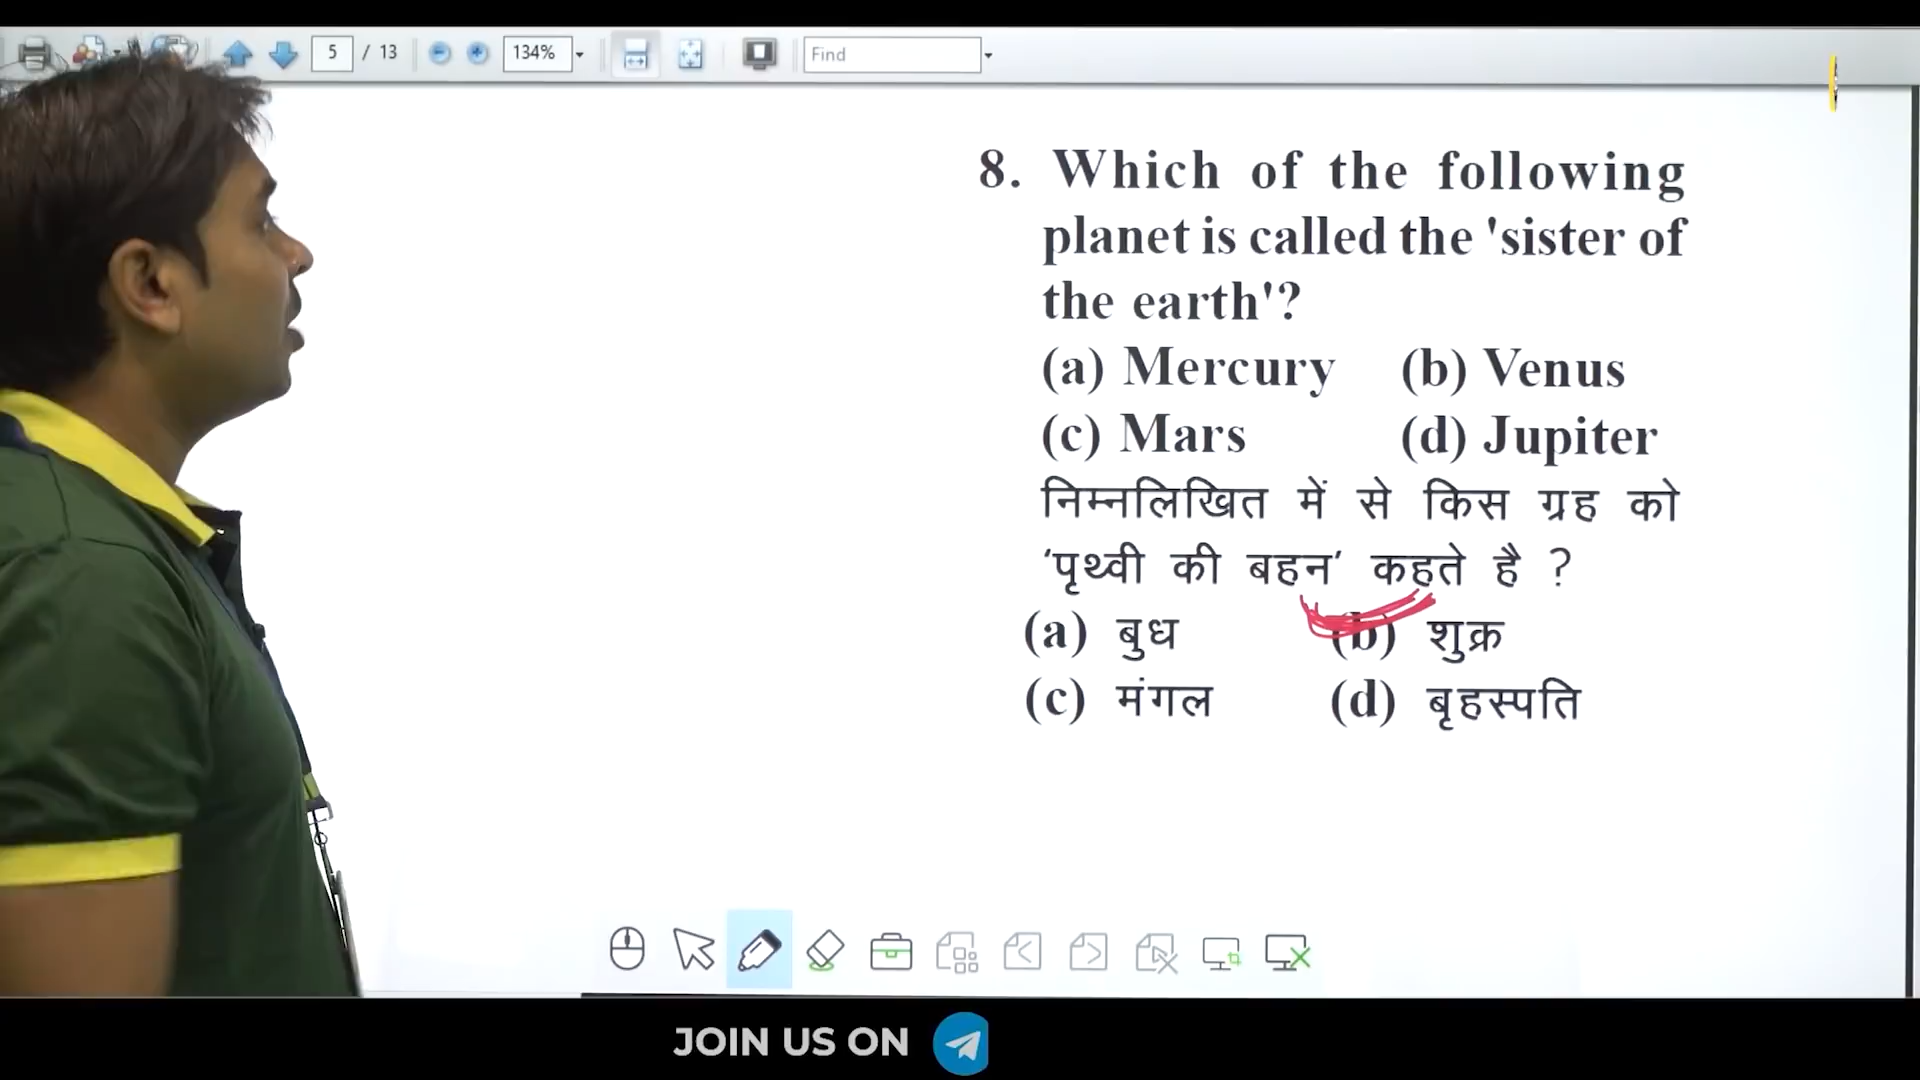 5 / 13 134% Find
8. Which of the following
planet is called the 'sister of
the earth'?
(a) Mercury (b) Venus
(c) Mars (d) Jupiter
निम्नलिखित में से किस ग्रह को
'पृथ्वी की बहन' कहते है ?
(a) बुध (b) शुक्र
(c) मंगल (d) बृहस्पति
JOIN US ON